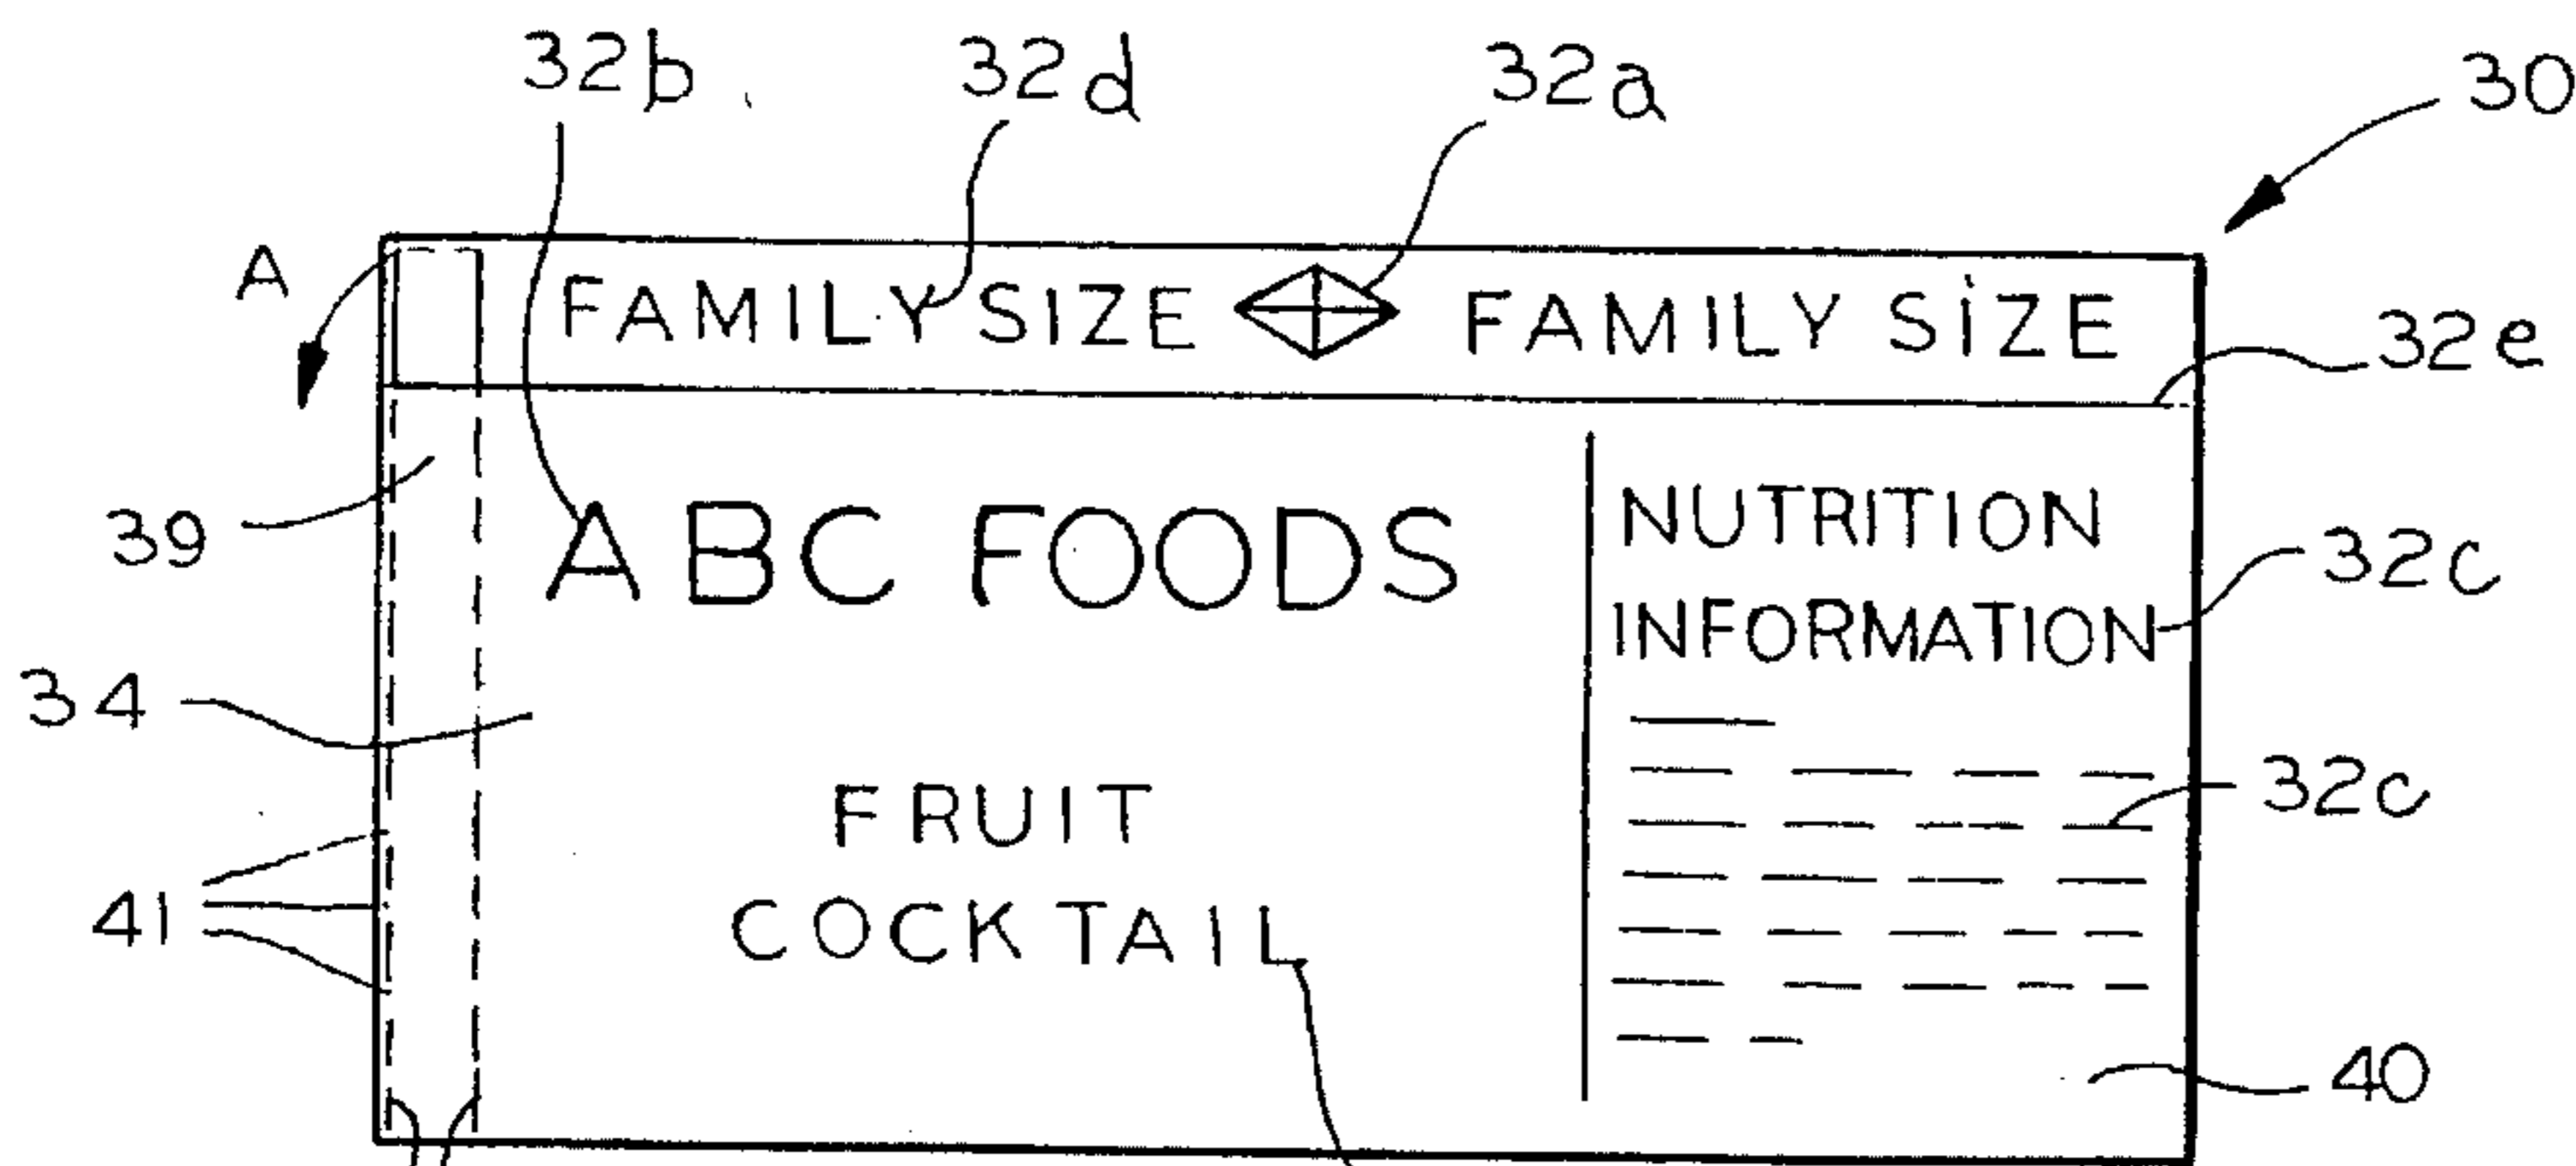 32b 32d 32a 30
A
FAMILY SIZE FAMILY SIZE
32e
39
ABC FOODS
NUTRITION
INFORMATION
32c
34
32c
FRUIT
COCKTAIL
41
40